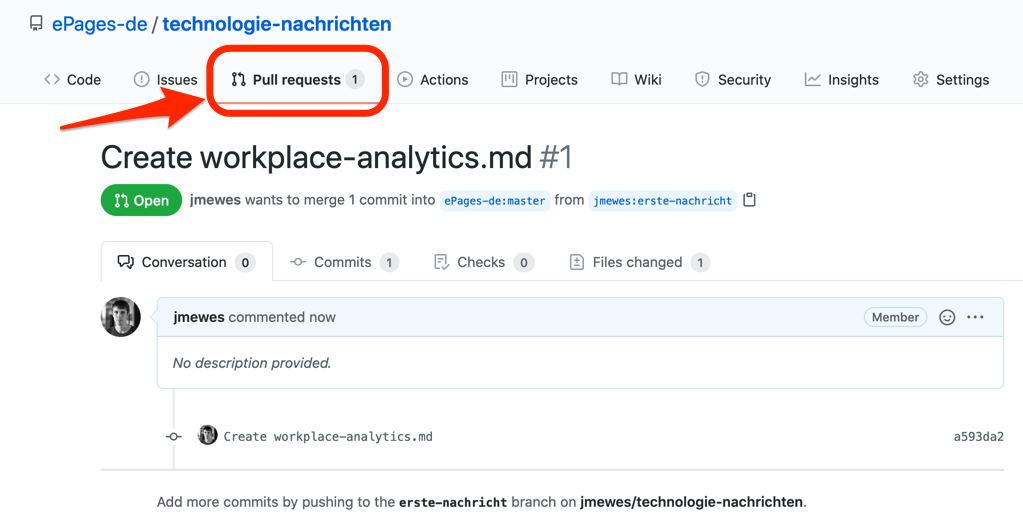 ePages-de / technologie-nachrichten
Code Issues Pull requests 1 Actions Projects Wiki Security Insights Settings
Create workplace-analytics.md #1
Open jmewes wants to merge 1 commit into ePages-de:master from jmewes:erste-nachricht
Conversation 0 Commits 1 Checks 0 Files changed 1
jmewes commented now Member
No description provided.
Create workplace-analytics.md a593da2
Add more commits by pushing to the erste-nachricht branch on jmewes/technologie-nachrichten.